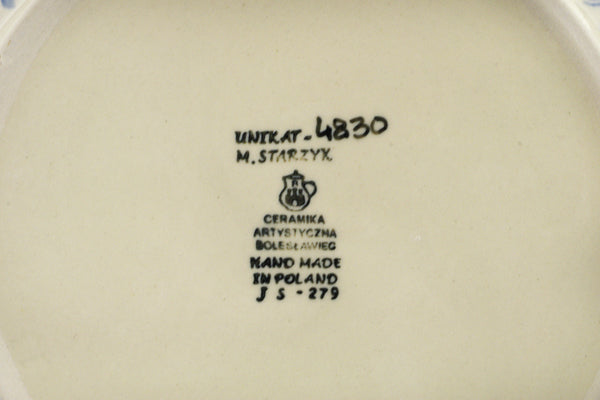 UNIKAT-4830
M.STARZYK
R
CERAMIKA
ARTYSTYCZNA
BOLESŁAWIEC
HAND MADE
IN POLAND
JS-279